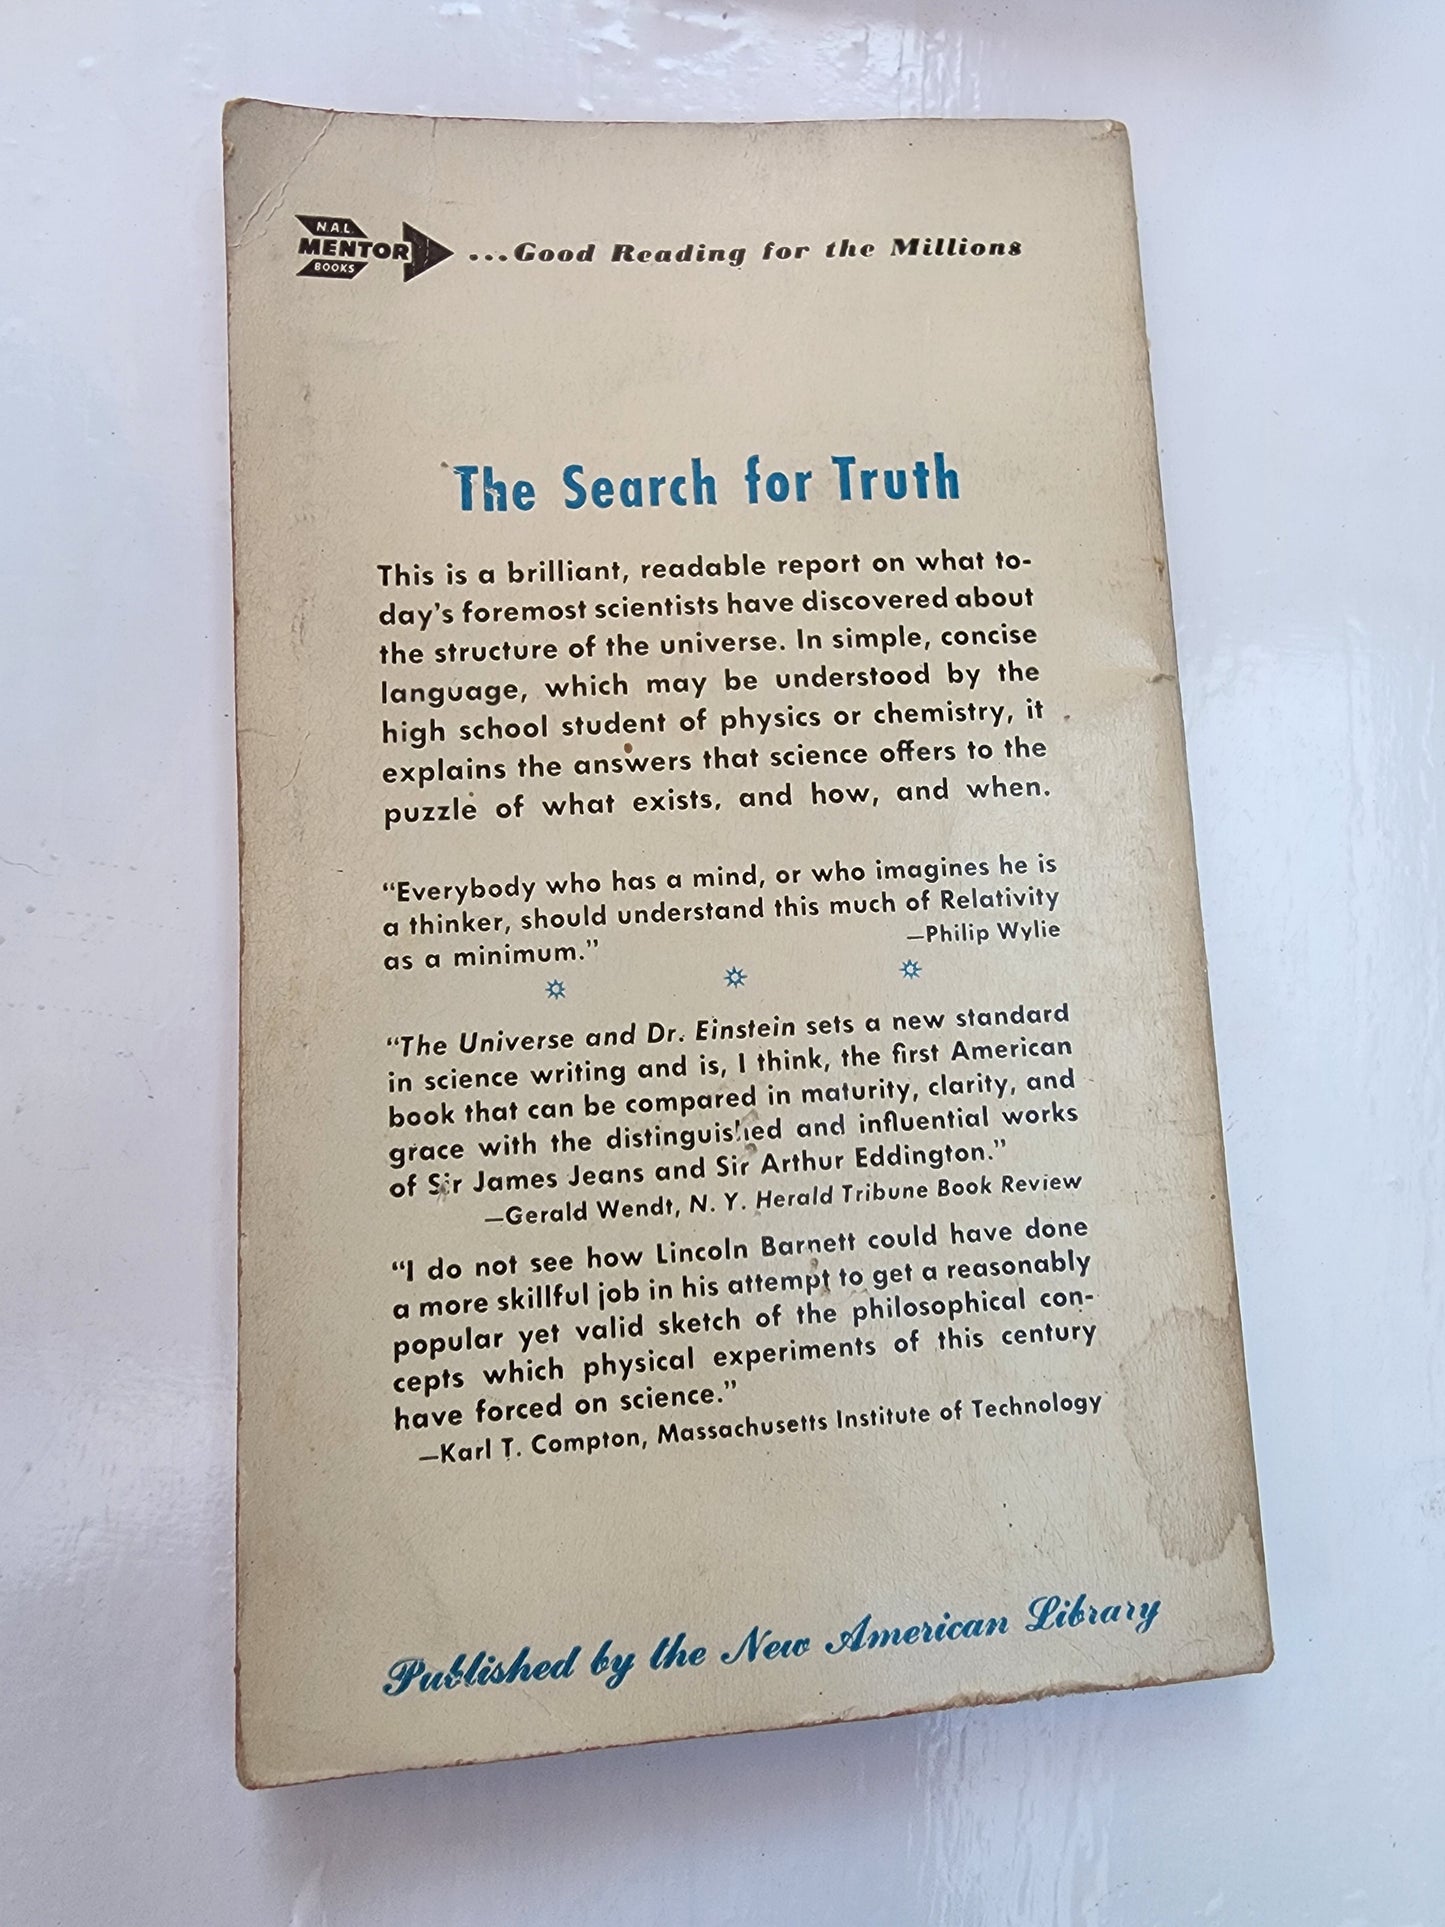 N.A.L.
MENTOR
BOOKS
...Good Reading for the Millions
The Search for Truth
This is a brilliant, readable report on what to-
day's foremost scientists have discovered about
the structure of the universe. In simple, concise
language, which may be understood by the
high school student of physics or chemistry, it
explains the answers that science offers to the
puzzle of what exists, and how, and when.
“Everybody who has a mind, or who imagines he is
a thinker, should understand this much of Relativity
as a minimum.” —Philip Wylie
“The Universe and Dr. Einstein sets a new standard
in science writing and is, I think, the first American
book that can be compared in maturity, clarity, and
grace with the distinguished and influential works
of Sir James Jeans and Sir Arthur Eddington.”
—Gerald Wendt, N. Y. Herald Tribune Book Review
“I do not see how Lincoln Barnett could have done
a more skillful job in his attempt to get a reasonably
popular yet valid sketch of the philosophical con-
cepts which physical experiments of this century
have forced on science.”
—Karl T. Compton, Massachusetts Institute of Technology
Published by the New American Library